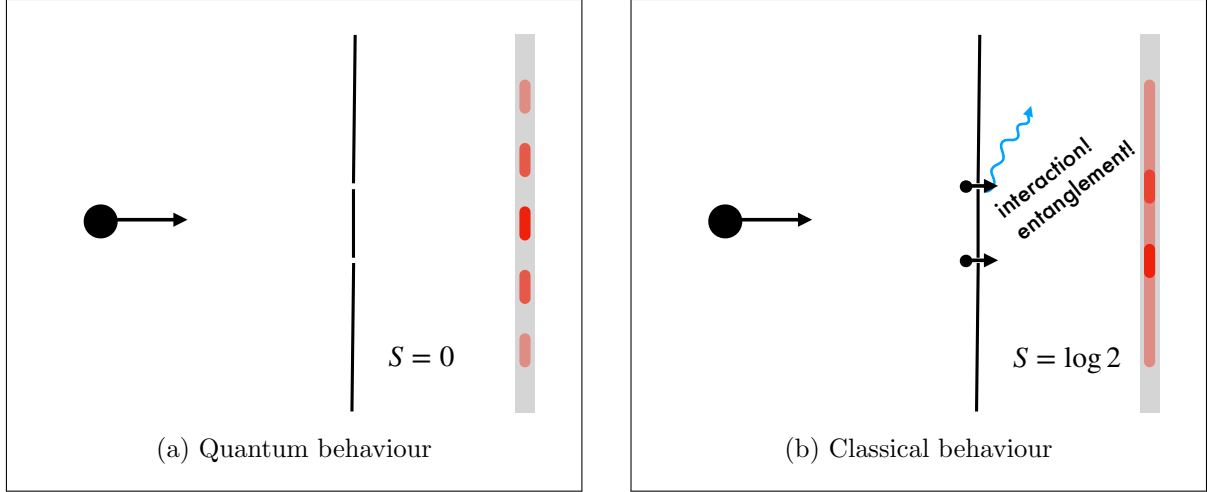 S = 0
(a) Quantum behaviour
interaction!
entanglement!
S = log 2
(b) Classical behaviour